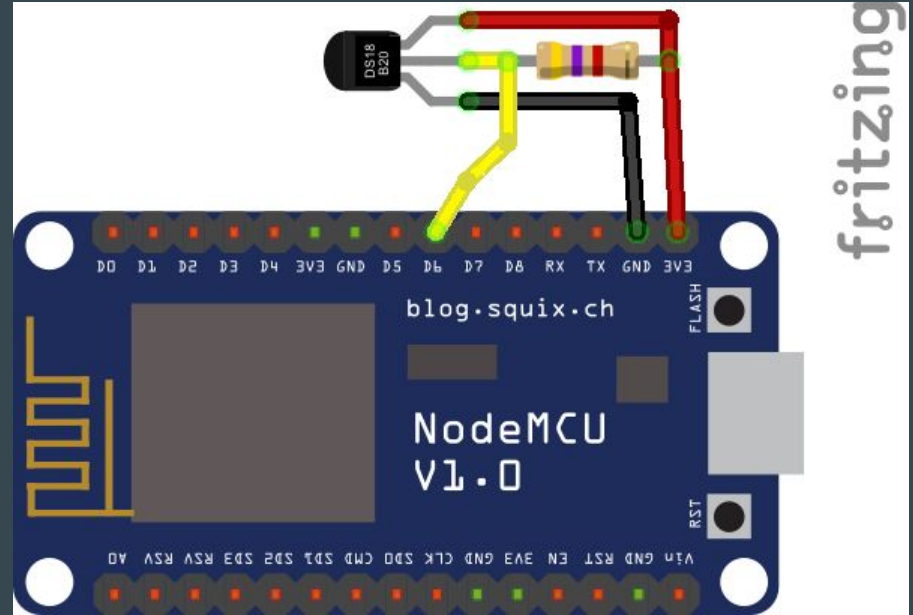 DS18
B20
fritzing
D0 D1 D2 D3 D4 3V3 GND D5 D6 D7 D8 RX TX GND 3V3
blog.squix.ch
FLASH
NodeMCU
V1.0
RST
A0 RSV RSV SD3 SD2 SD1 CMD SD0 CLK GND 3V3 EN RST GND Vin